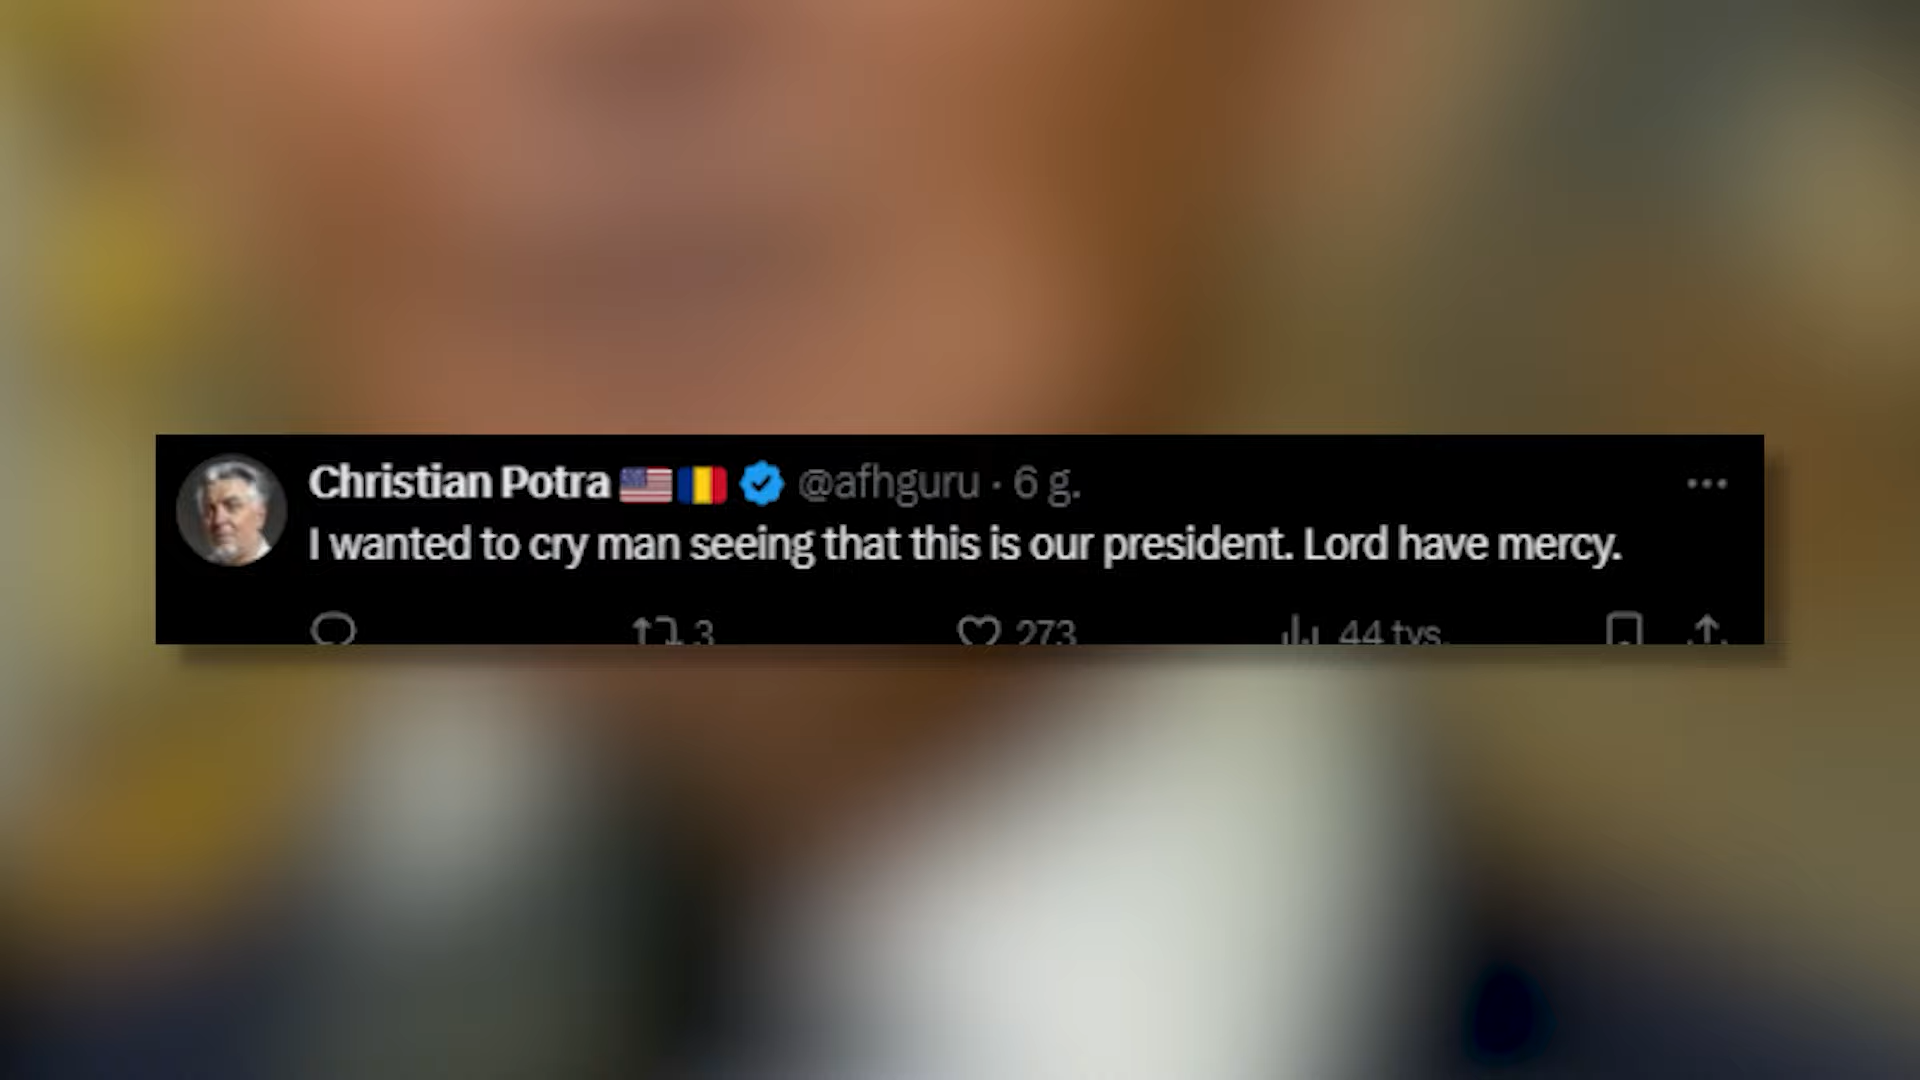 Christian Potra 🇺🇸🇷🇴 @afhguru · 6 g.
I wanted to cry man seeing that this is our president. Lord have mercy.
3 273 44 tys.